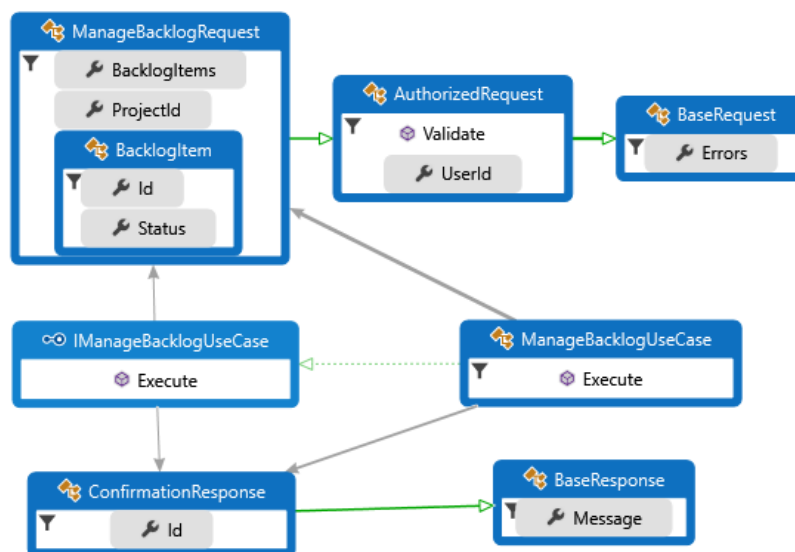 ManageBacklogRequest
BacklogItems
ProjectId
BacklogItem
Id
Status
AuthorizedRequest
Validate
UserId
BaseRequest
Errors
IManageBacklogUseCase
Execute
ManageBacklogUseCase
Execute
ConfirmationResponse
Id
BaseResponse
Message